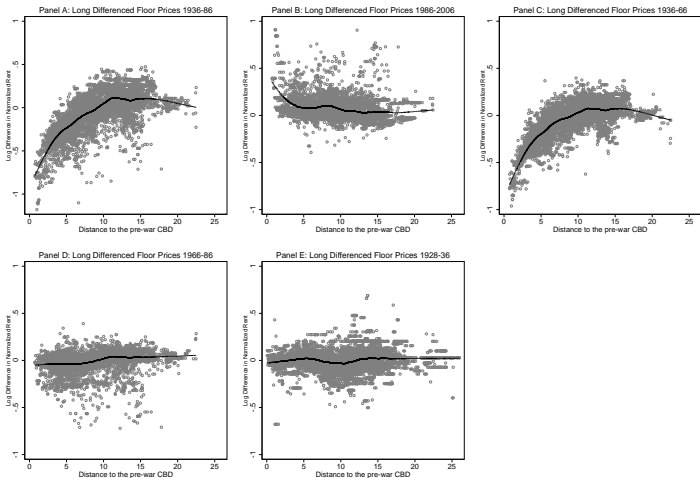 Panel A: Long Differenced Floor Prices 1936-86
Log Difference in Normalized Rent
1
.5
0
-.5
-1
0 5 10 15 20 25
Distance to the pre-war CBD
Panel B: Long Differenced Floor Prices 1986-2006
Log Difference in Normalized Rent
1
.5
0
-.5
-1
0 5 10 15 20 25
Distance to the pre-war CBD
Panel C: Long Differenced Floor Prices 1936-66
Log Difference in Normalized Rent
1
.5
0
-.5
-1
0 5 10 15 20 25
Distance to the pre-war CBD
Panel D: Long Differenced Floor Prices 1966-86
Log Difference in Normalized Rent
1
.5
0
-.5
-1
0 5 10 15 20 25
Distance to the pre-war CBD
Panel E: Long Differenced Floor Prices 1928-36
Log Difference in Normalized Rent
1
.5
0
-.5
-1
0 5 10 15 20 25
Distance to the pre-war CBD